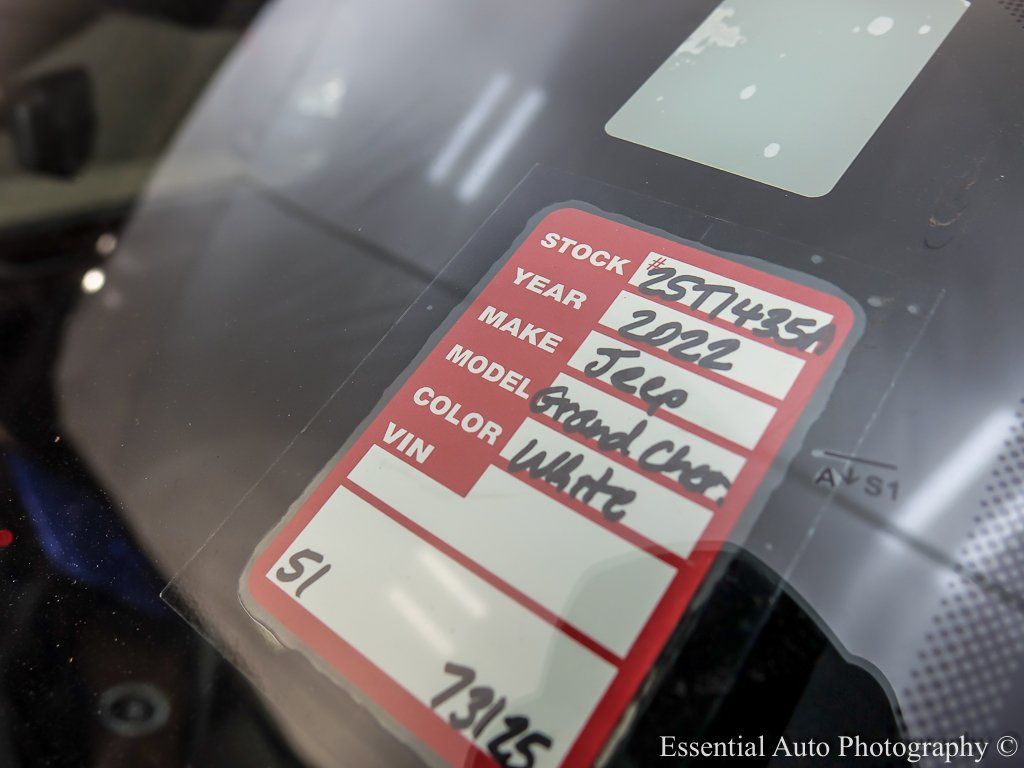 STOCK #25T1435A
YEAR 2022
MAKE Jeep
MODEL Grand Cher.
COLOR White
VIN
51
73125
A↓S1
Essential Auto Photography ©